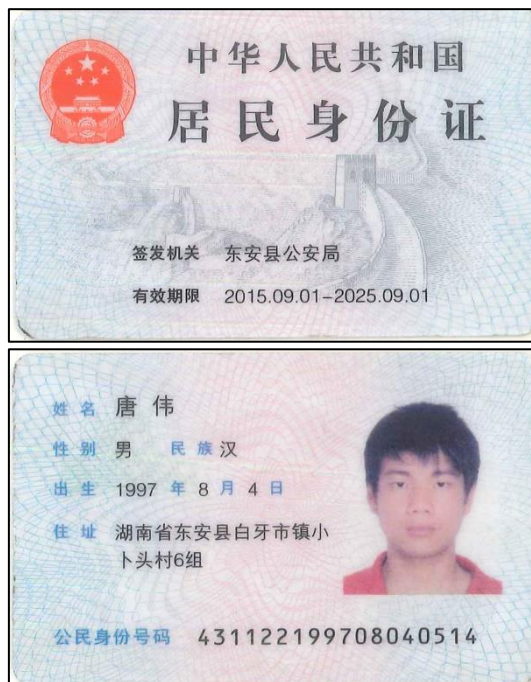 中华人民共和国
居民身份证
签发机关 东安县公安局
有效期限 2015.09.01-2025.09.01
姓名 唐伟
性别 男 民族 汉
出生 1997 年 8 月 4 日
住址 湖南省东安县白牙市镇小
卜头村6组
公民身份号码 431122199708040514